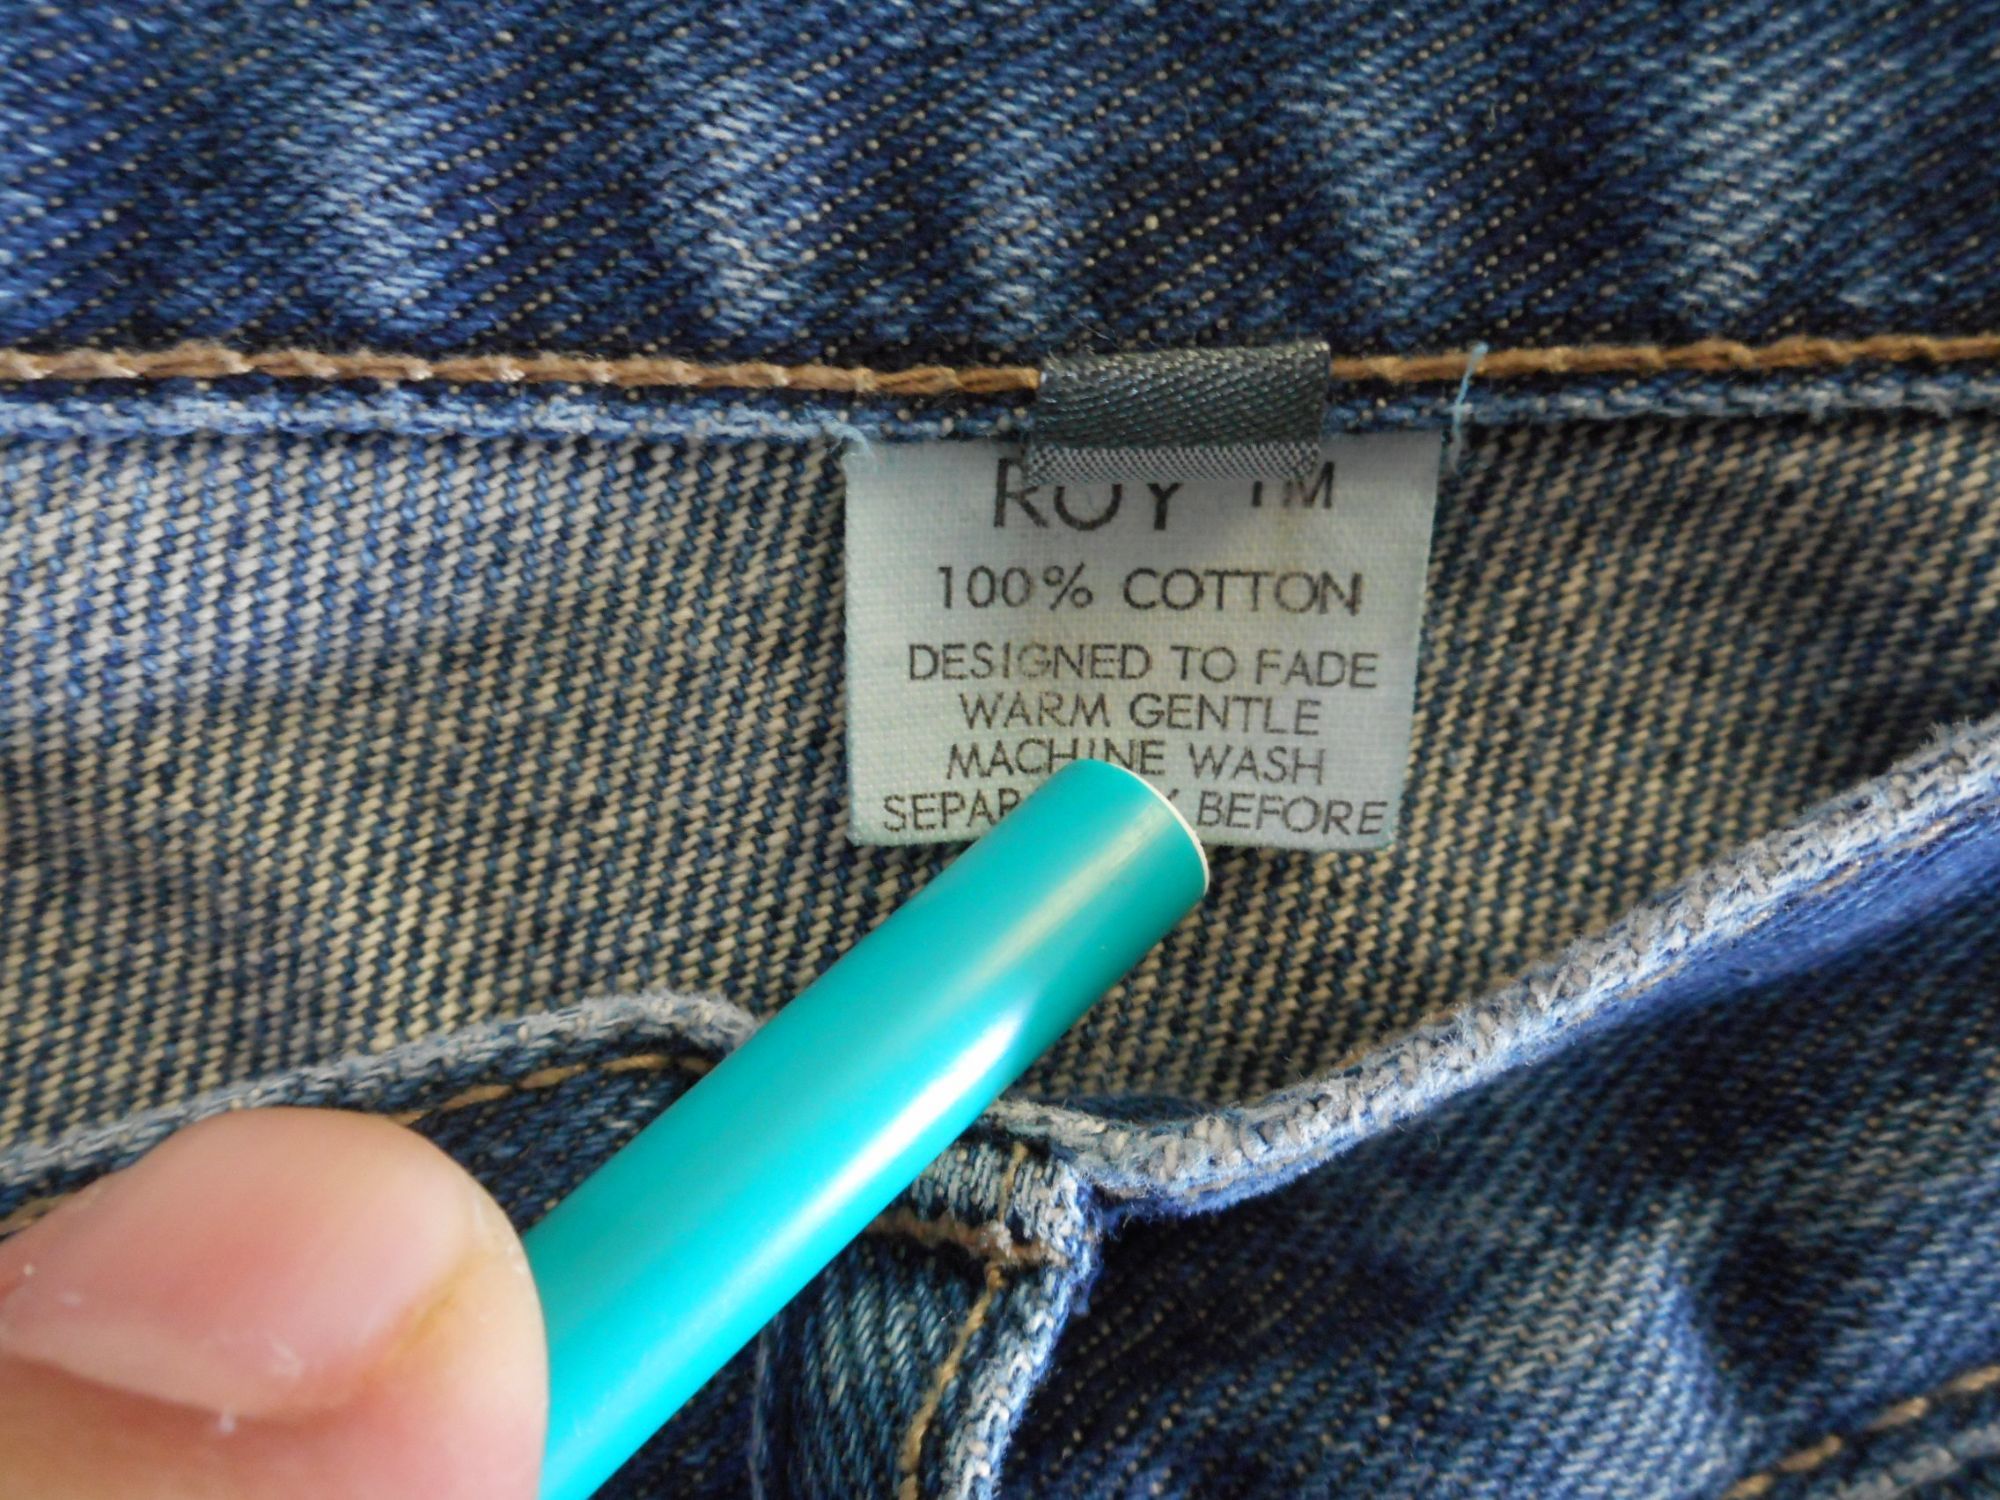 ROY TM
100% COTTON
DESIGNED TO FADE
WARM GENTLE
MACHINE WASH
BEFORE